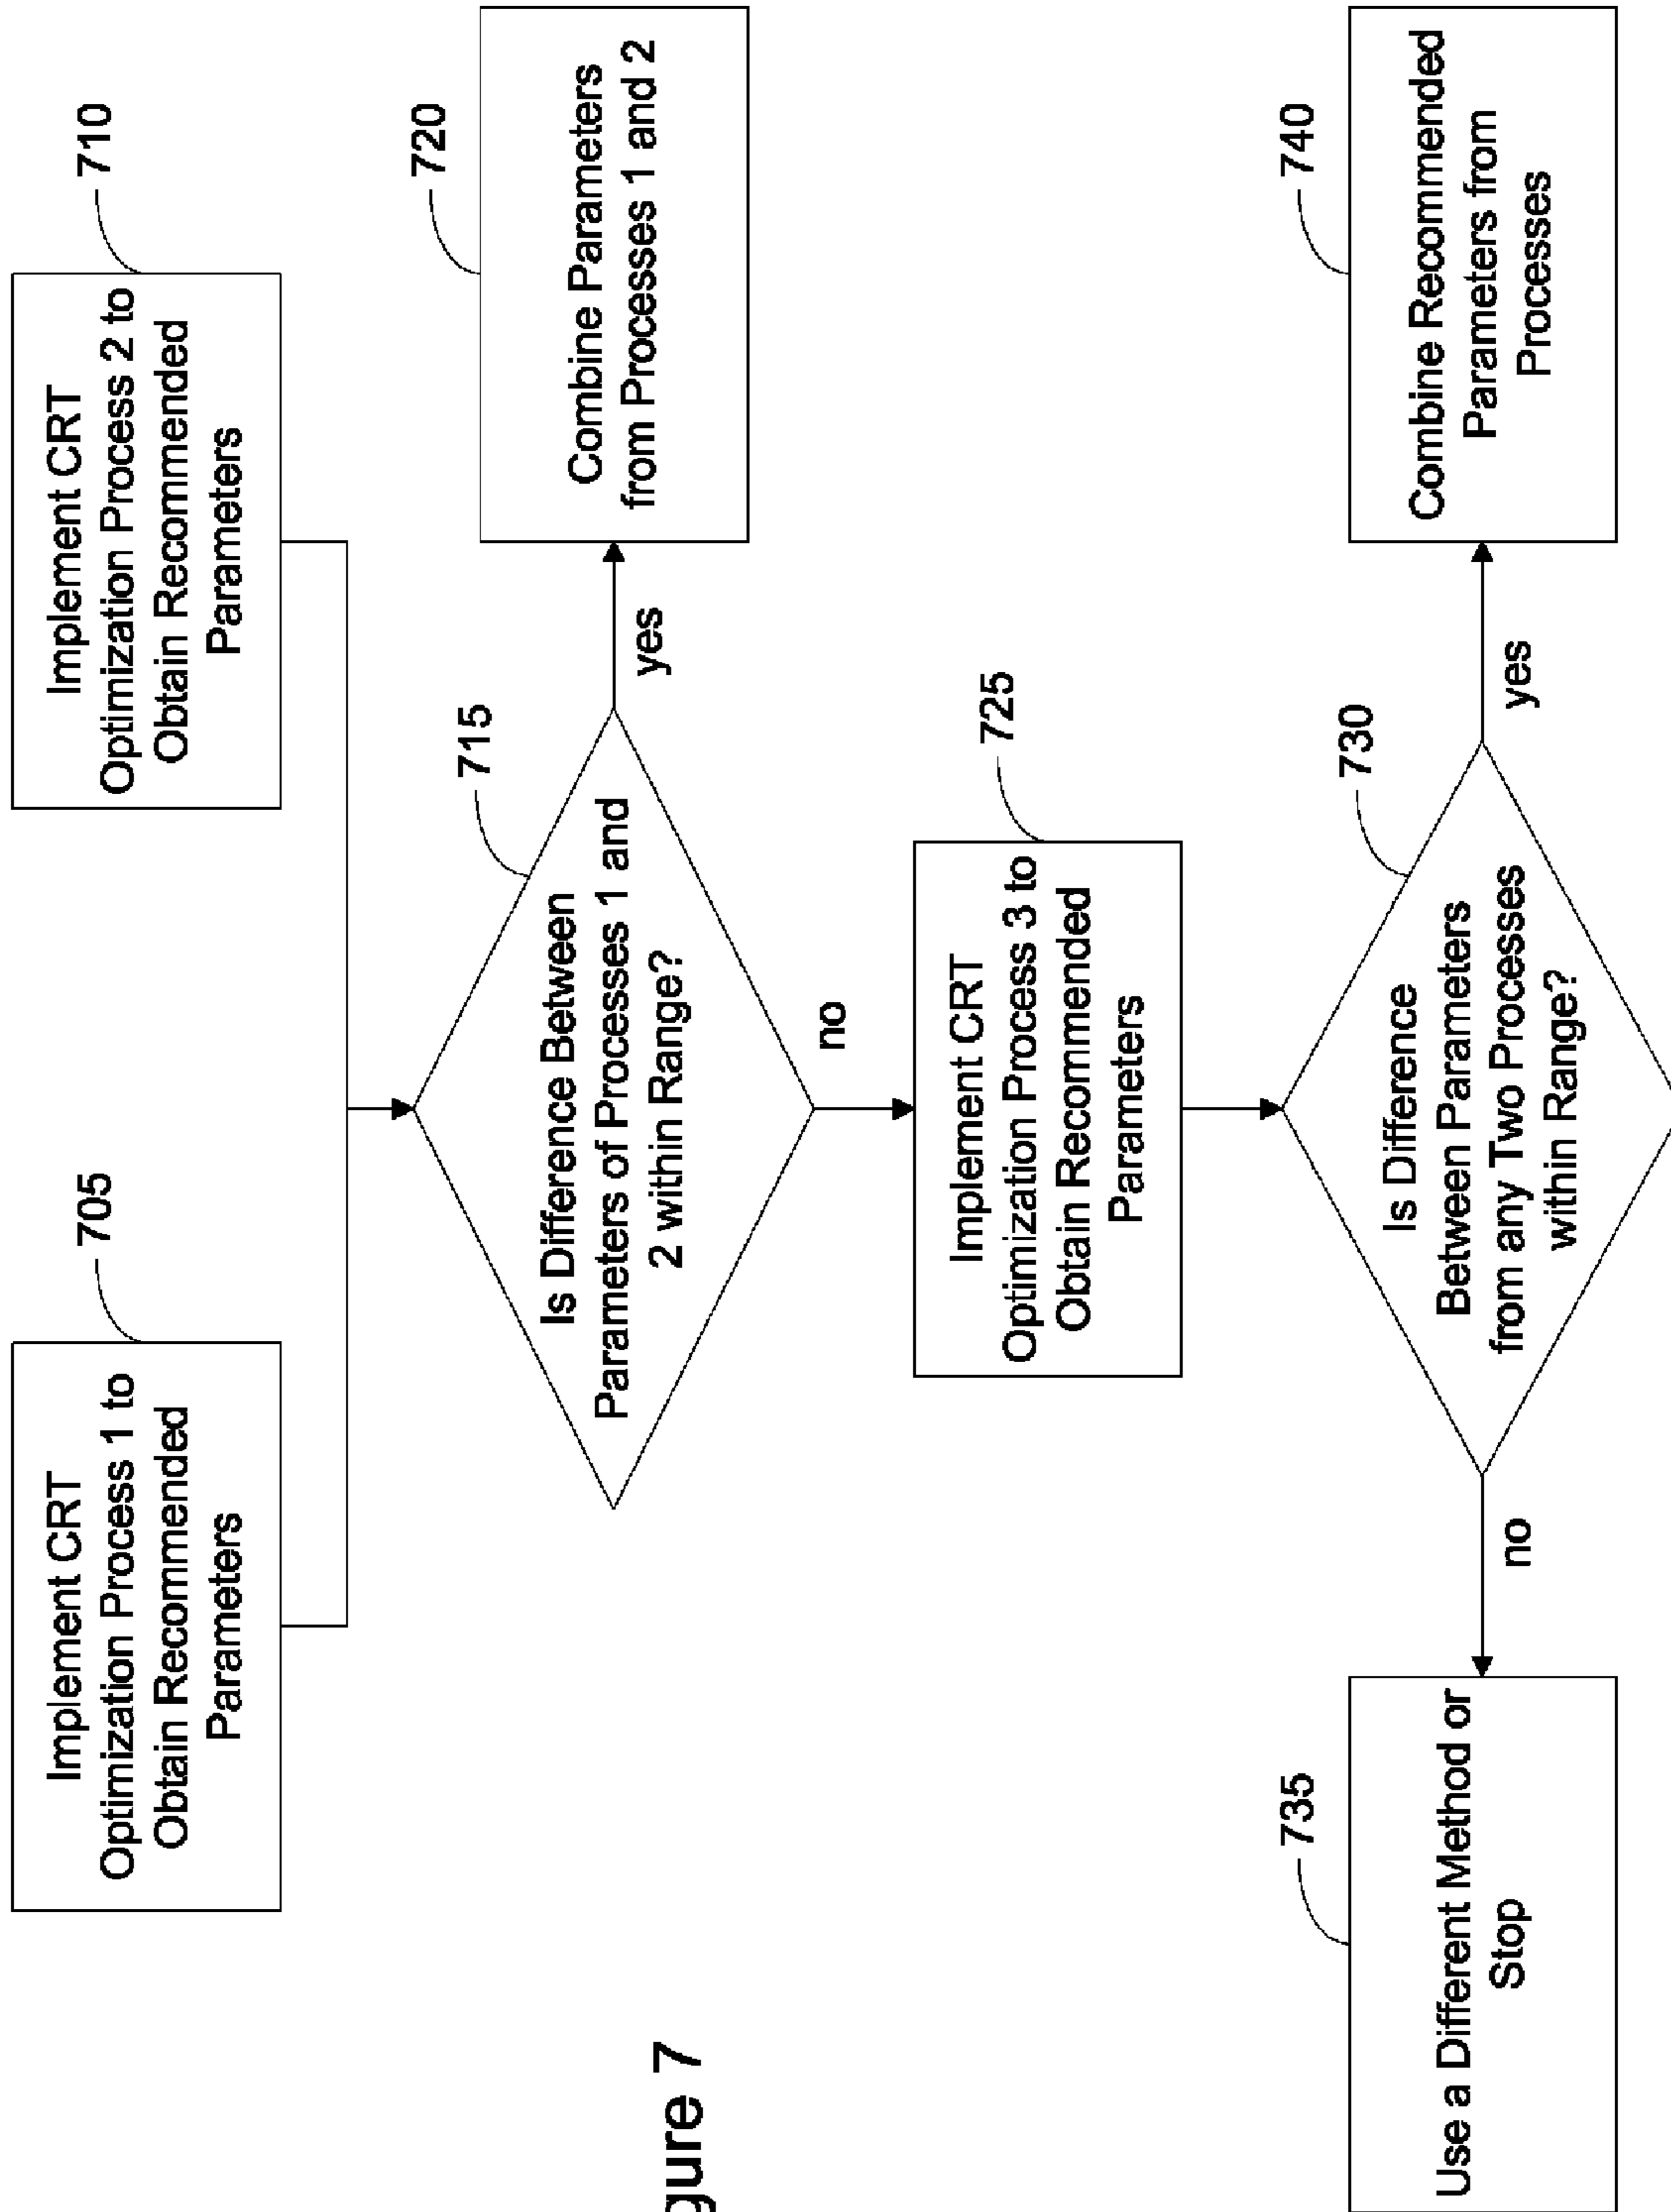 705
Implement CRT
Optimization Process 1 to
Obtain Recommended
Parameters
710
Implement CRT
Optimization Process 2 to
Obtain Recommended
Parameters
715
Is Difference Between
Parameters of Processes 1 and
2 within Range?
yes
720
Combine Parameters
from Processes 1 and 2
no
725
Implement CRT
Optimization Process 3 to
Obtain Recommended
Parameters
730
Is Difference
Between Parameters
from any Two Processes
within Range?
no
yes
735
Use a Different Method or
Stop
740
Combine Recommended
Parameters from
Processes
gure 7